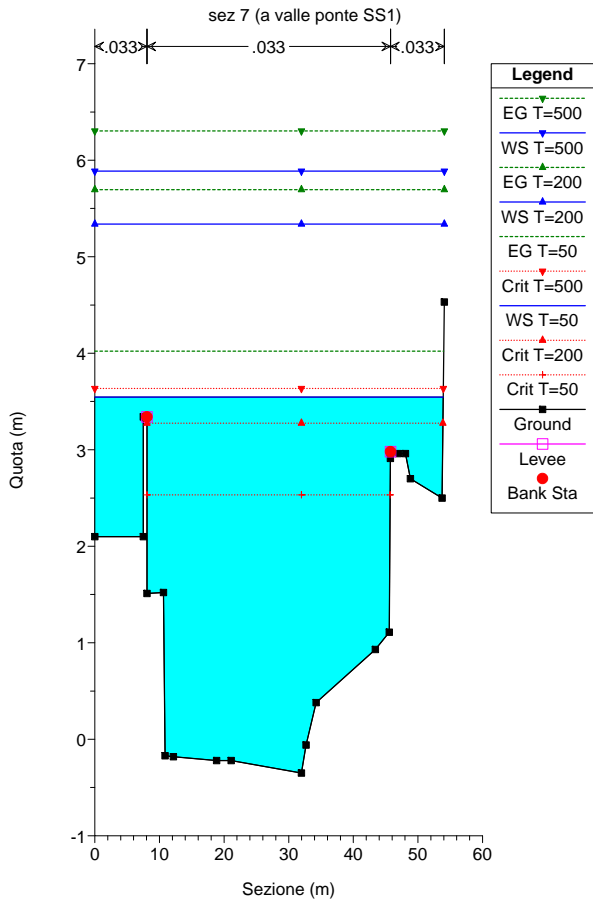 sez 7 (a valle ponte SS1)
.033
.033
.033
7
6
5
4
3
2
1
0
-1
Quota (m)
0
10
20
30
40
50
60
Sezione (m)
Legend
EG T=500
WS T=500
EG T=200
WS T=200
EG T=50
Crit T=500
WS T=50
Crit T=200
Crit T=50
Ground
Levee
Bank Sta